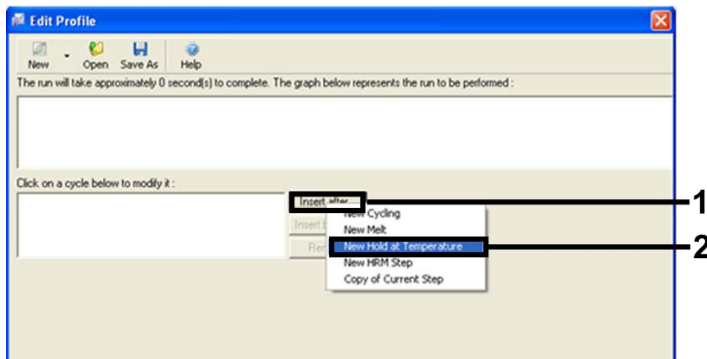 Edit Profile
New Open Save As Help
The run will take approximately 0 second(s) to complete. The graph below represents the run to be performed :
Click on a cycle below to modify it :
Insert after...
1
New Cycling
Insert
New Melt
New Hold at Temperature
2
New HRM Step
Copy of Current Step